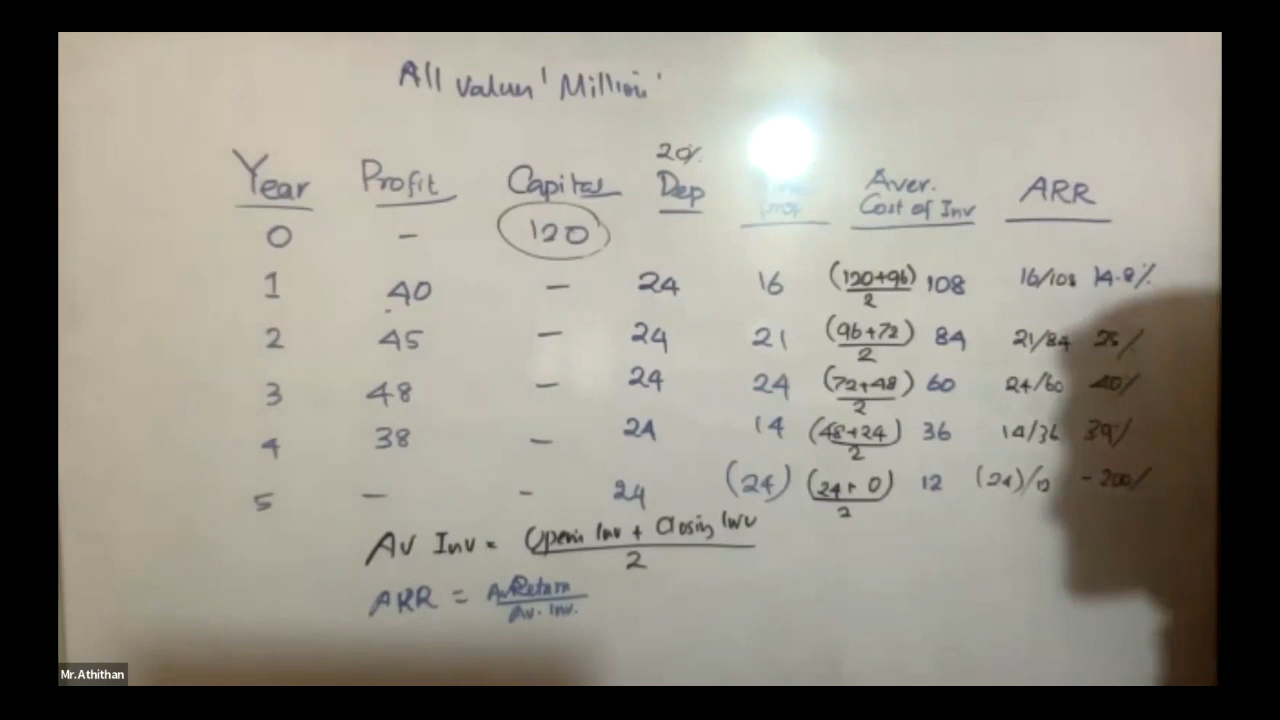 All Values 'Million'
20%
Year Profit Capital Dep prof Aver. Cost of Inv ARR
0 - 120
1 40 - 24 16 (120+96)/2 108 16/108 14.8%
2 45 - 24 21 (96+72)/2 84 21/84 25%
3 48 - 24 24 (72+48)/2 60 24/60 40%
4 38 - 24 14 (48+24)/2 36 14/36 39%
5 - - 24 (24) (24+0)/2 12 (24)/12 -200%
Av Inv = Openin Inv + Closing Inv / 2
ARR = Av Return / Av. Inv.
Mr.Athithan